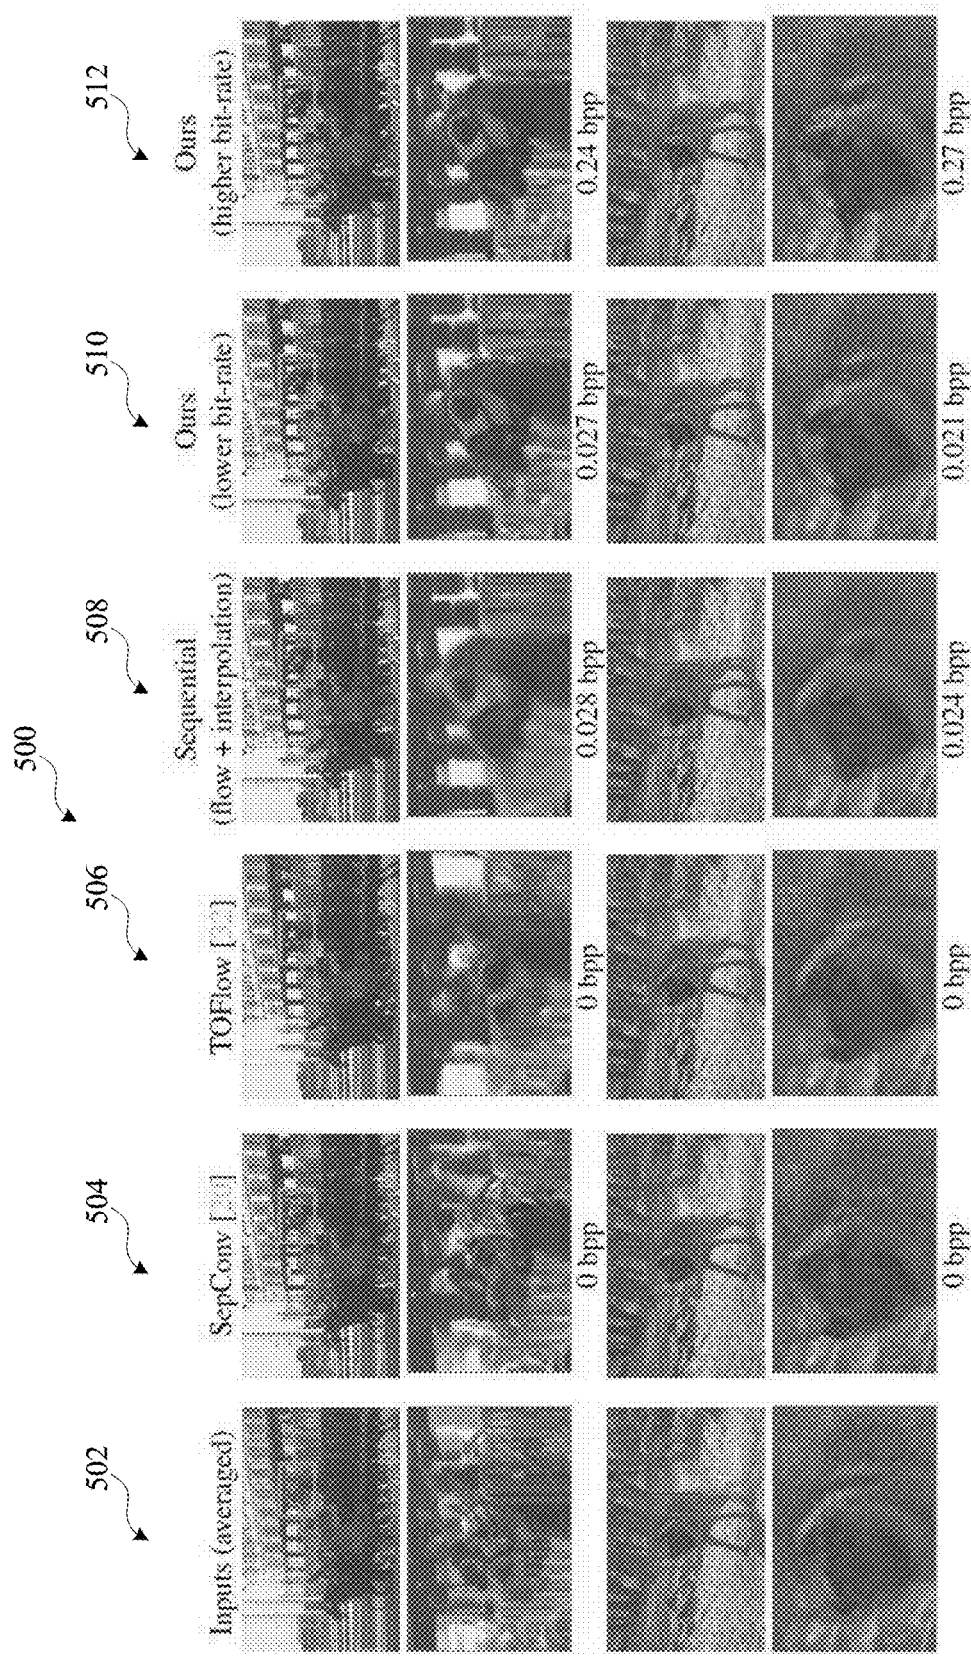 500
502
504
506
508
510
512
Inputs (averaged)
SepConv
TOFlow
Sequential
(flow + interpolation)
Ours
(lower bit-rate)
Ours
(higher bit-rate)
0 bpp
0 bpp
0.028 bpp
0.027 bpp
0.24 bpp
0 bpp
0 bpp
0.024 bpp
0.021 bpp
0.27 bpp